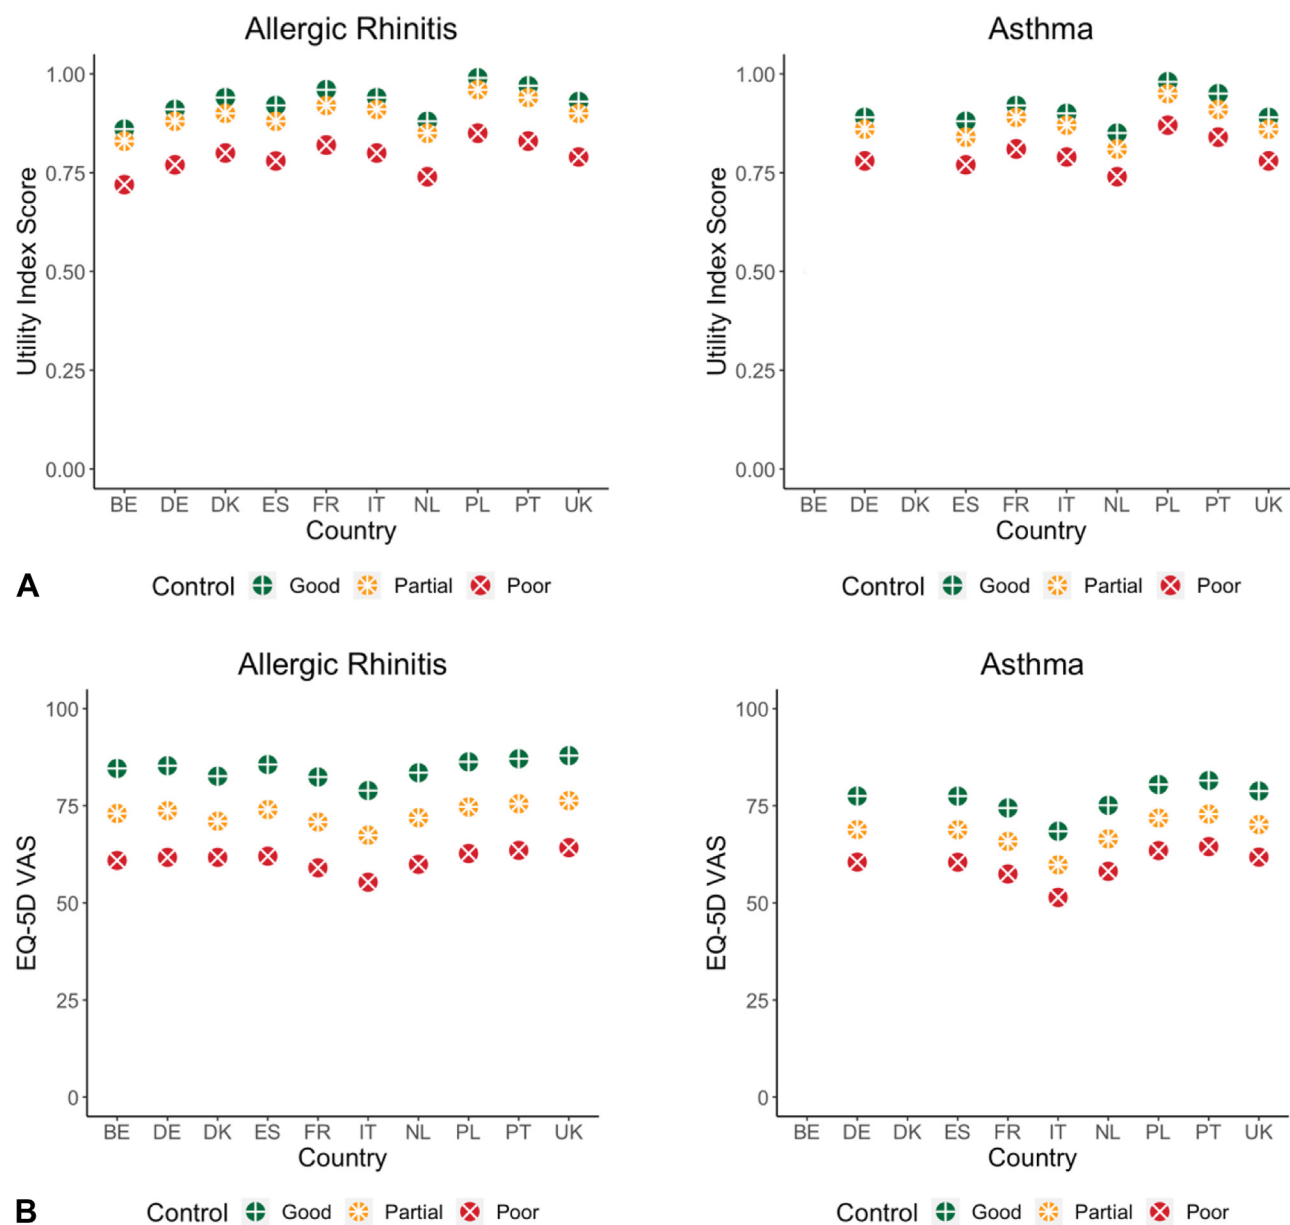 Allergic Rhinitis
Utility Index Score
1.00
0.75
0.50
0.25
0.00
BE DE DK ES FR IT NL PL PT UK
Country
Control Good Partial Poor
Asthma
Utility Index Score
1.00
0.75
0.50
0.25
0.00
BE DE DK ES FR IT NL PL PT UK
Country
Control Good Partial Poor
A
Allergic Rhinitis
EQ-5D VAS
100
75
50
25
0
BE DE DK ES FR IT NL PL PT UK
Country
Control Good Partial Poor
Asthma
EQ-5D VAS
100
75
50
25
0
BE DE DK ES FR IT NL PL PT UK
Country
Control Good Partial Poor
B